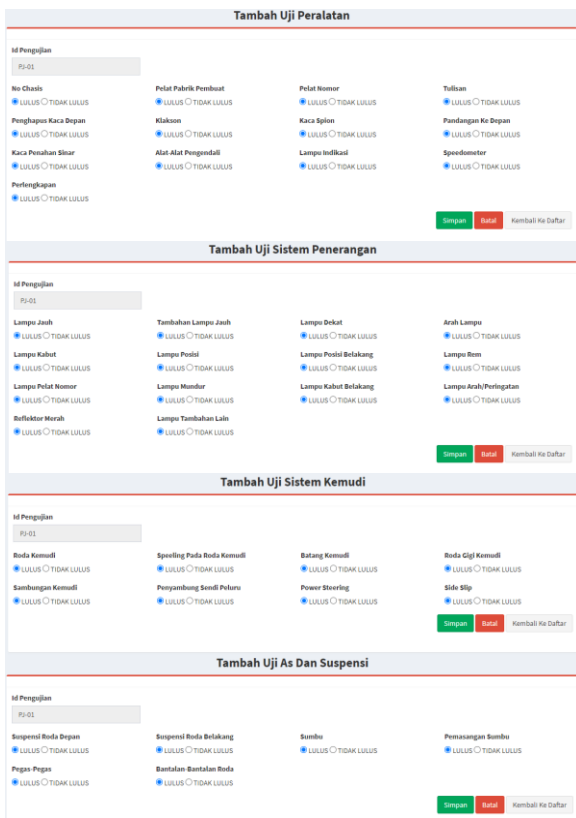 Tambah Uji Peralatan
Id Pengujian
PJ-01
No Chasis Pelat Pabrik Pembuat Pelat Nomor Tulisan
LULUS TIDAK LULUS LULUS TIDAK LULUS LULUS TIDAK LULUS LULUS TIDAK LULUS
Penghapus Kaca Depan Klakson Kaca Spion Pandangan Ke Depan
LULUS TIDAK LULUS LULUS TIDAK LULUS LULUS TIDAK LULUS LULUS TIDAK LULUS
Kaca Penahan Sinar Alat-Alat Pengendali Lampu Indikasi Speedometer
LULUS TIDAK LULUS LULUS TIDAK LULUS LULUS TIDAK LULUS LULUS TIDAK LULUS
Perlengkapan
LULUS TIDAK LULUS
Simpan Batal Kembali Ke Daftar
Tambah Uji Sistem Penerangan
Id Pengujian
PJ-01
Lampu Jauh Tambahan Lampu Jauh Lampu Dekat Arah Lampu
LULUS TIDAK LULUS LULUS TIDAK LULUS LULUS TIDAK LULUS LULUS TIDAK LULUS
Lampu Kabut Lampu Posisi Lampu Posisi Belakang Lampu Rem
LULUS TIDAK LULUS LULUS TIDAK LULUS LULUS TIDAK LULUS LULUS TIDAK LULUS
Lampu Pelat Nomor Lampu Mundur Lampu Kabut Belakang Lampu Arah/Peringatan
LULUS TIDAK LULUS LULUS TIDAK LULUS LULUS TIDAK LULUS LULUS TIDAK LULUS
Reflektor Merah Lampu Tambahan Lain
LULUS TIDAK LULUS LULUS TIDAK LULUS
Simpan Batal Kembali Ke Daftar
Tambah Uji Sistem Kemudi
Id Pengujian
PJ-01
Roda Kemudi Speeling Pada Roda Kemudi Batang Kemudi Roda Gigi Kemudi
LULUS TIDAK LULUS LULUS TIDAK LULUS LULUS TIDAK LULUS LULUS TIDAK LULUS
Sambungan Kemudi Penyambung Sendi Peluru Power Steering Side Slip
LULUS TIDAK LULUS LULUS TIDAK LULUS LULUS TIDAK LULUS LULUS TIDAK LULUS
Simpan Batal Kembali Ke Daftar
Tambah Uji As Dan Suspensi
Id Pengujian
PJ-01
Suspensi Roda Depan Suspensi Roda Belakang Sumbu Pemasangan Sumbu
LULUS TIDAK LULUS LULUS TIDAK LULUS LULUS TIDAK LULUS LULUS TIDAK LULUS
Pegas-Pegas Bantalan-Bantalan Roda
LULUS TIDAK LULUS LULUS TIDAK LULUS
Simpan Batal Kembali Ke Daftar